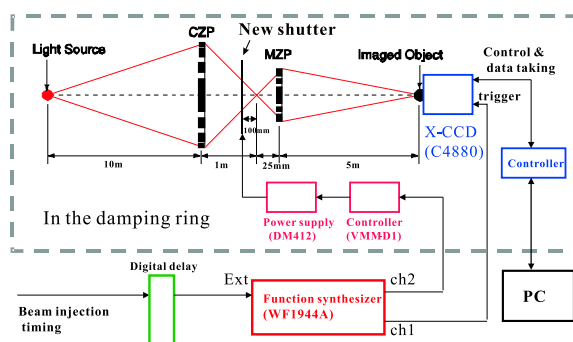 New shutter
CZP
Light Source
MZP
Imaged Object
Control &
data taking
trigger
X-CCD
(C4880)
100mm
10m
1m
25mm
5m
Controller
In the damping ring
Power supply
(DM412)
Controller
(VMM-D1)
Digital delay
Ext
ch2
Function synthesizer
(WF1944A)
ch1
Beam injection
timing
PC